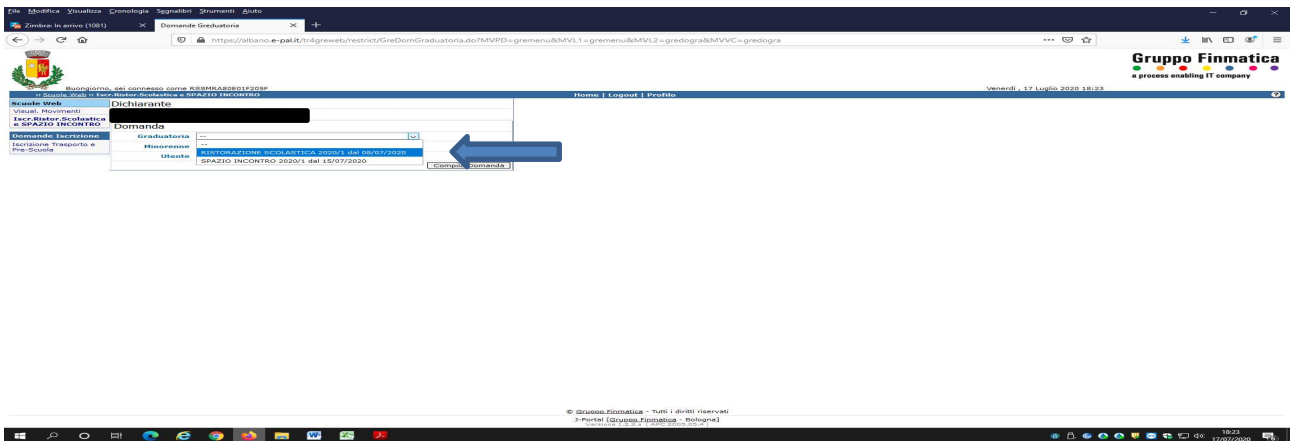 File Modifica Visualizza Cronologia Segnalibri Strumenti Aiuto
Zimbra: In arrivo (1081)
Domande Greduatoria
https://albano.e-pal.it/tr4greweb/restrict/GreDomGraduatoria.do?MVPD=gremenu&MVL1=gremenu&MVL2=gredogra&MVVC=gredogra
Gruppo Finmatica
a process enabling IT company
Buongiorno, sei connesso come
Venerdì , 17 Luglio 2020 18:23
Scuole Web Iscr.Ristor.Scolastica e SPAZIO INCONTRO
Home | Logout | Profilo
Scuole Web
Visual. Movimenti
Iscr.Ristor.Scolastica e SPAZIO INCONTRO
Domande Iscrizione
Iscrizione Trasporto e Pre-Scuola
Dichiarante
Domanda
Graduatoria --
Minorenne
Utente
--
RISTORAZIONE SCOLASTICA 2020/1 dal 08/07/2020
SPAZIO INCONTRO 2020/1 dal 15/07/2020
Compila Domanda
© Gruppo Finmatica - Tutti i diritti riservati
J-Portal [Gruppo Finmatica - Bologna]
18:23
17/07/2020